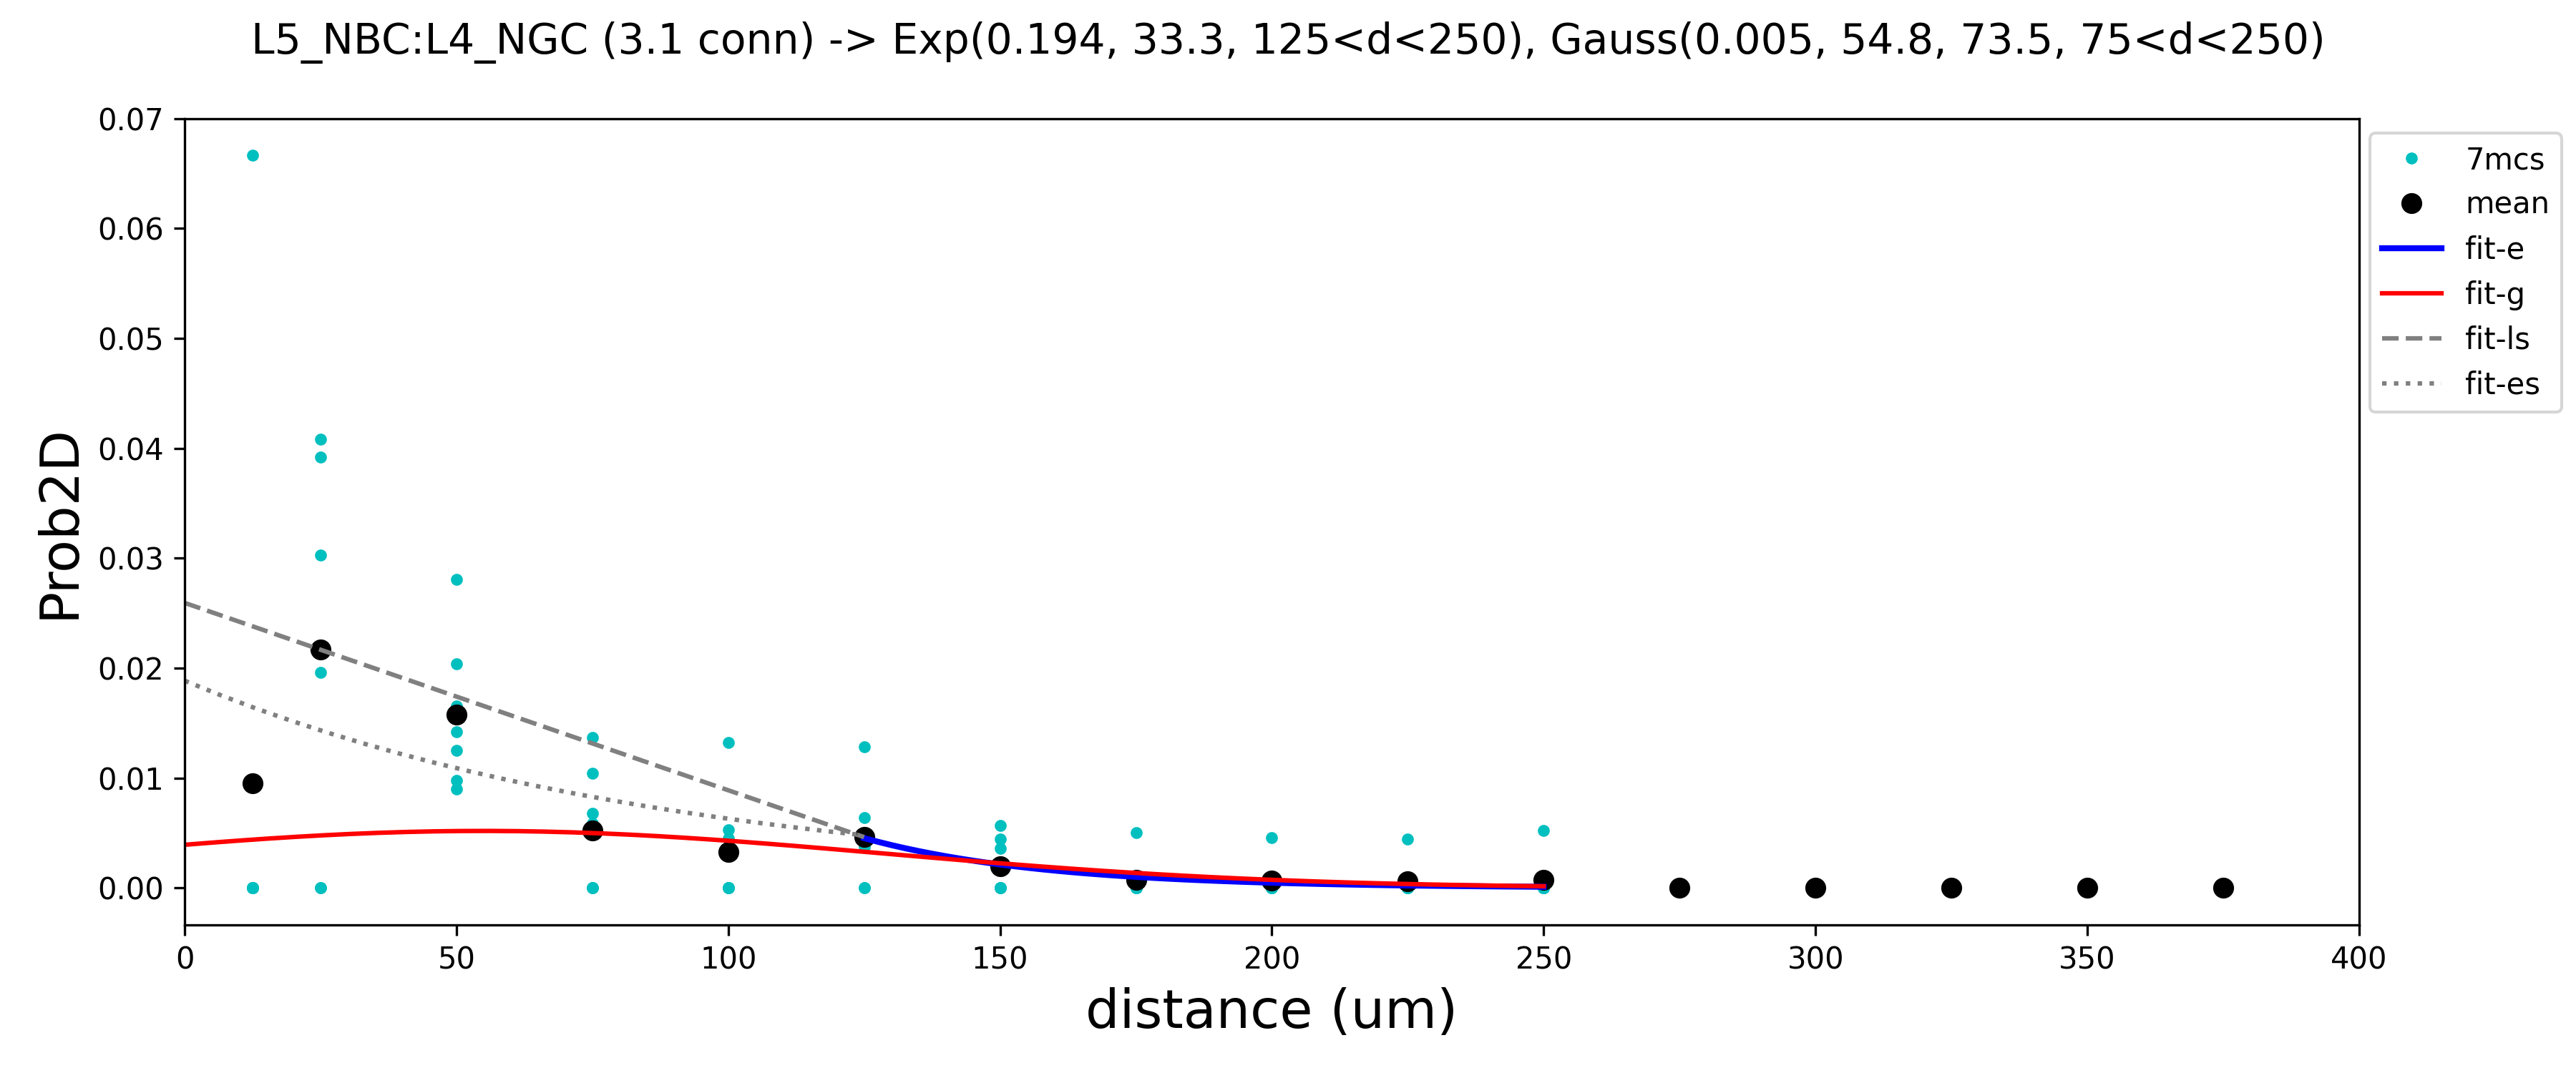 L5_NBC:L4_NGC (3.1 conn) -> Exp(0.194, 33.3, 125<d<250), Gauss(0.005, 54.8, 73.5, 75<d<250)
0.07
0.06
0.05
0.04
0.03
0.02
0.01
0.00
Prob2D
0 50 100 150 200 250 300 350 400
distance (um)
7mcs
mean
fit-e
fit-g
fit-ls
fit-es